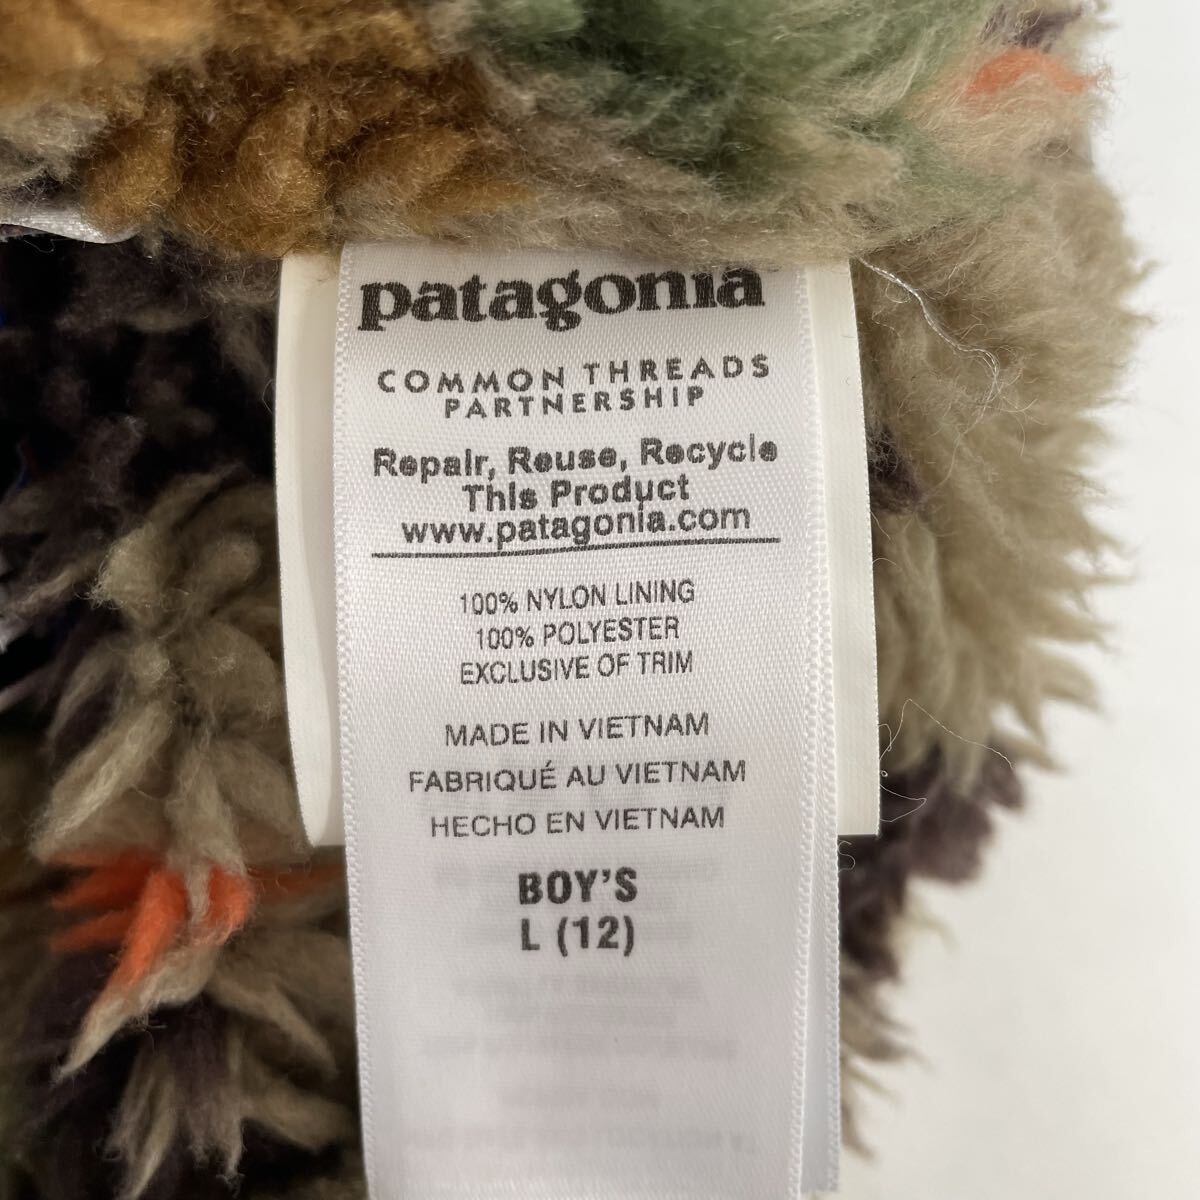 patagonia
COMMON THREADS
PARTNERSHIP
Repair, Reuse, Recycle
This Product
www.patagonia.com
100% NYLON LINING
100% POLYESTER
EXCLUSIVE OF TRIM
MADE IN VIETNAM
FABRIQUÉ AU VIETNAM
HECHO EN VIETNAM
BOY'S
L (12)